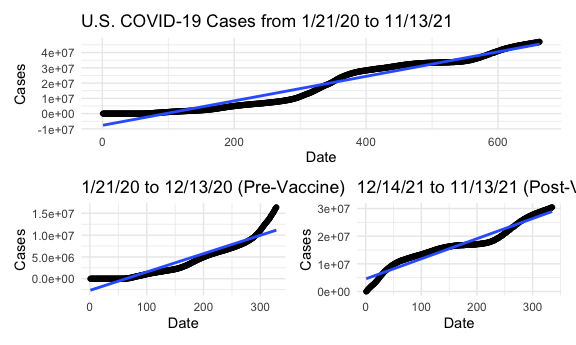 U.S. COVID-19 Cases from 1/21/20 to 11/13/21
4e+07
3e+07
2e+07
1e+07
0e+00
-1e+07
Cases
0 200 400 600
Date
1/21/20 to 12/13/20 (Pre-Vaccine)
1.5e+07
1.0e+07
5.0e+06
0.0e+00
Cases
0 100 200 300
Date
12/14/21 to 11/13/21 (Post-V
3e+07
2e+07
1e+07
0e+00
Cases
0 100 200 300
Date